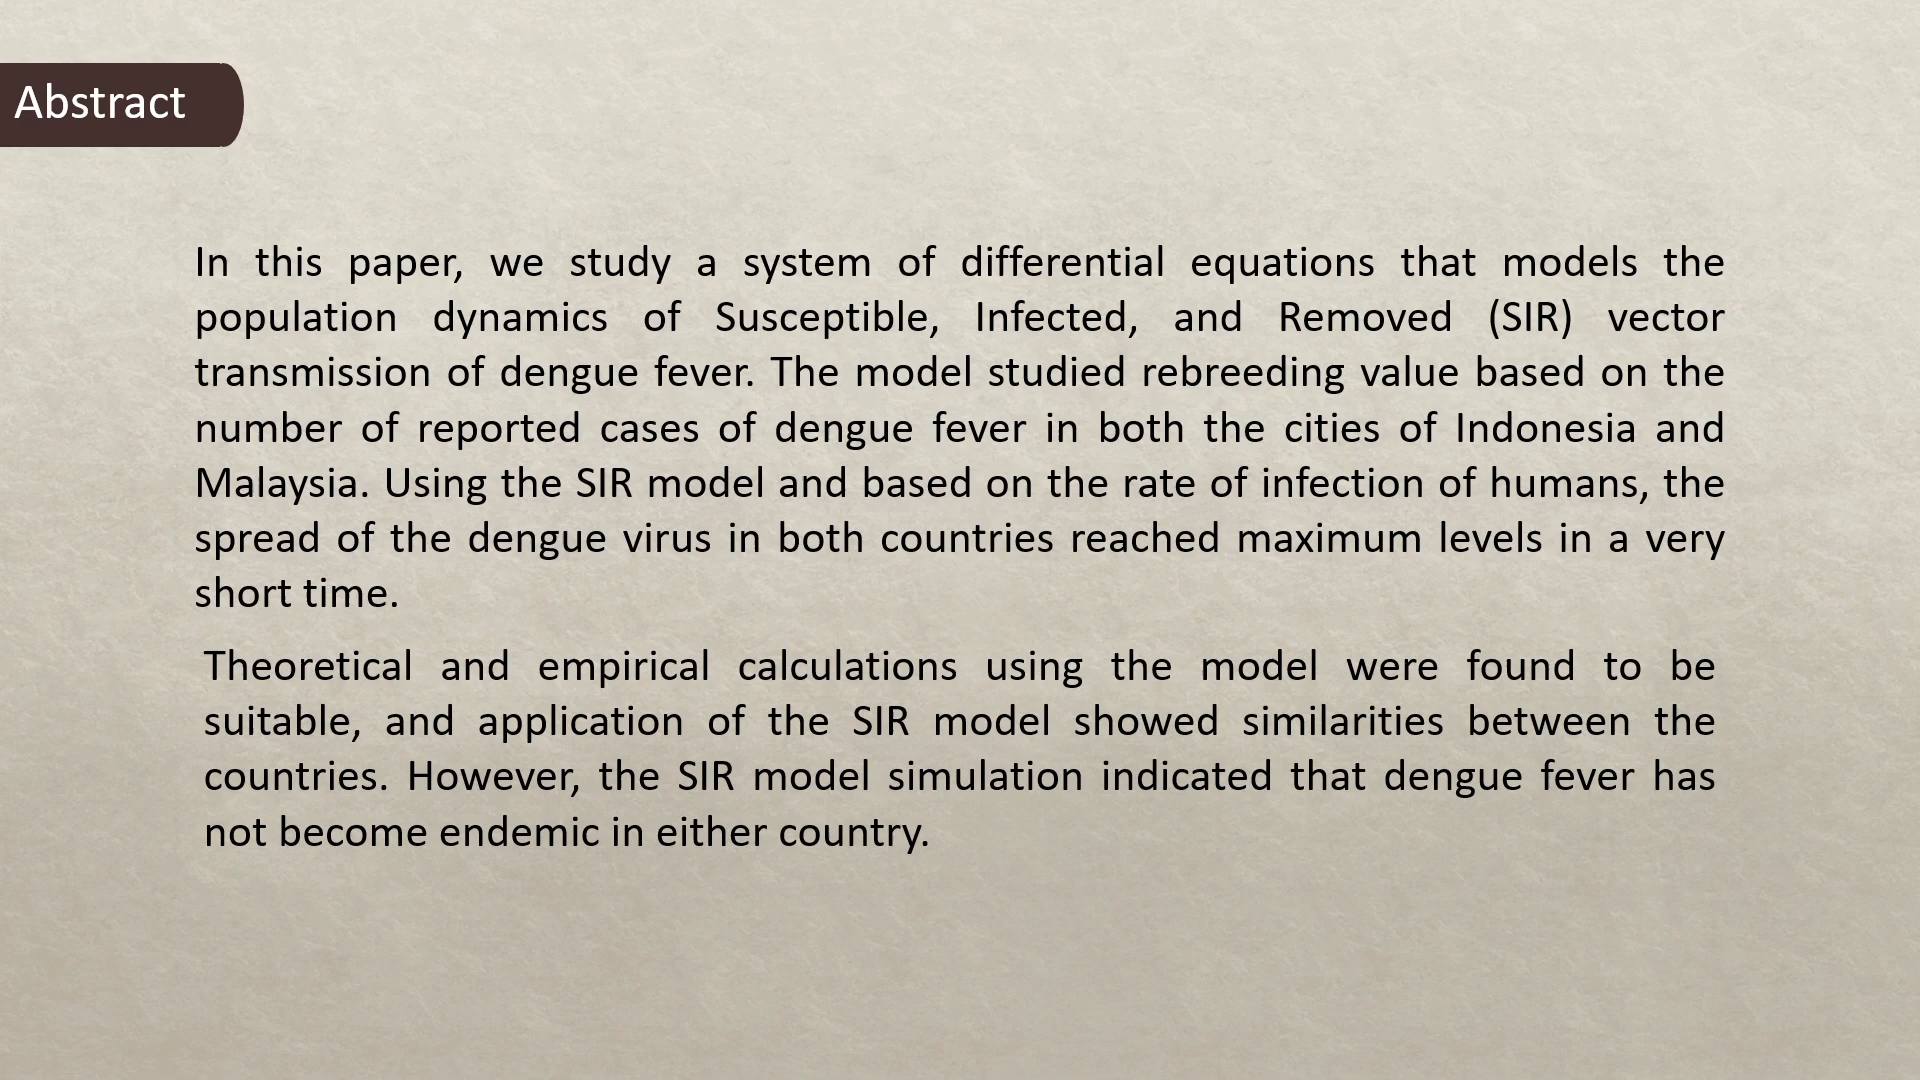 Abstract
In this paper, we study a system of differential equations that models the
population dynamics of Susceptible, Infected, and Removed (SIR) vector
transmission of dengue fever. The model studied rebreeding value based on the
number of reported cases of dengue fever in both the cities of Indonesia and
Malaysia. Using the SIR model and based on the rate of infection of humans, the
spread of the dengue virus in both countries reached maximum levels in a very
short time.
Theoretical and empirical calculations using the model were found to be
suitable, and application of the SIR model showed similarities between the
countries. However, the SIR model simulation indicated that dengue fever has
not become endemic in either country.